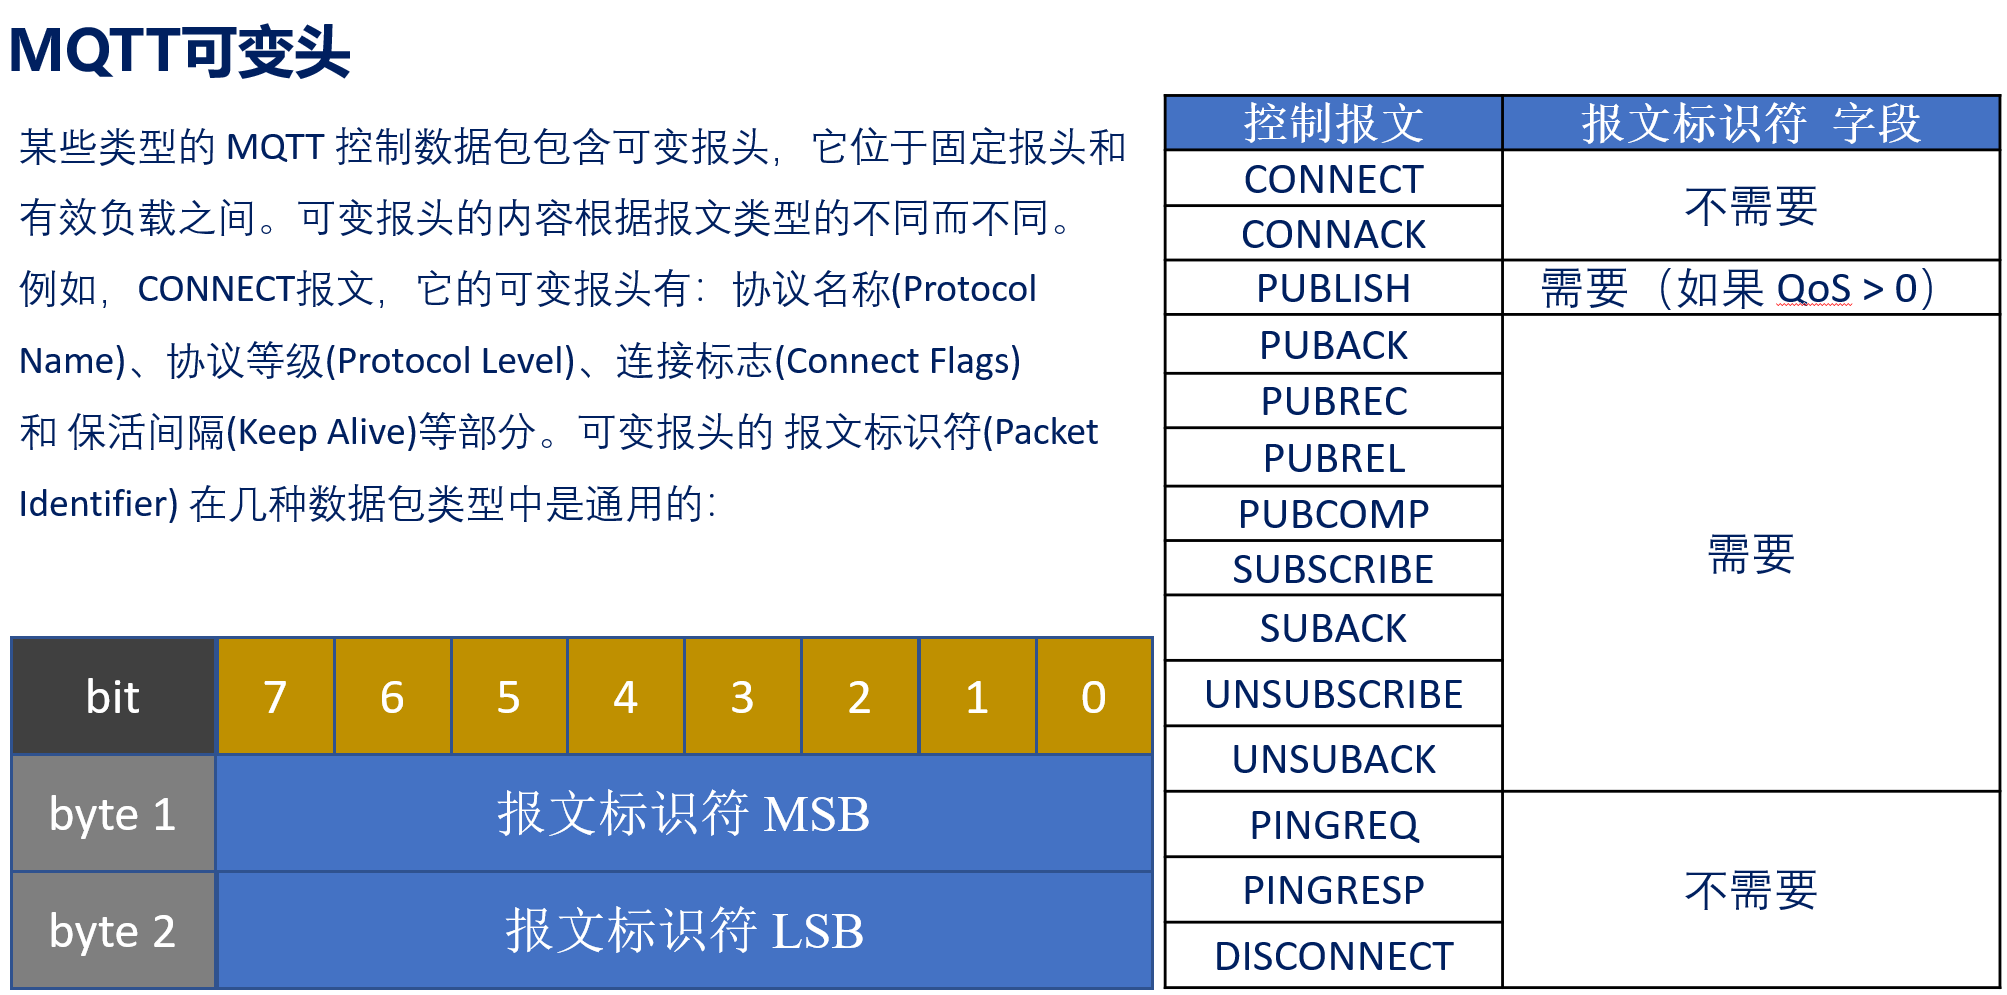 MQTT可变头
某些类型的 MQTT 控制数据包包含可变报头，它位于固定报头和
有效负载之间。可变报头的内容根据报文类型的不同而不同。
例如，CONNECT报文，它的可变报头有：协议名称(Protocol
Name)、协议等级(Protocol Level)、连接标志(Connect Flags)
和 保活间隔(Keep Alive)等部分。可变报头的 报文标识符(Packet
Identifier) 在几种数据包类型中是通用的：
bit 7 6 5 4 3 2 1 0
byte 1 报文标识符 MSB
byte 2 报文标识符 LSB
控制报文 报文标识符 字段
CONNECT
不需要
CONNACK
PUBLISH 需要（如果 QoS > 0）
PUBACK
PUBREC
PUBREL
PUBCOMP
需要
SUBSCRIBE
SUBACK
UNSUBSCRIBE
UNSUBACK
PINGREQ
PINGRESP
不需要
DISCONNECT